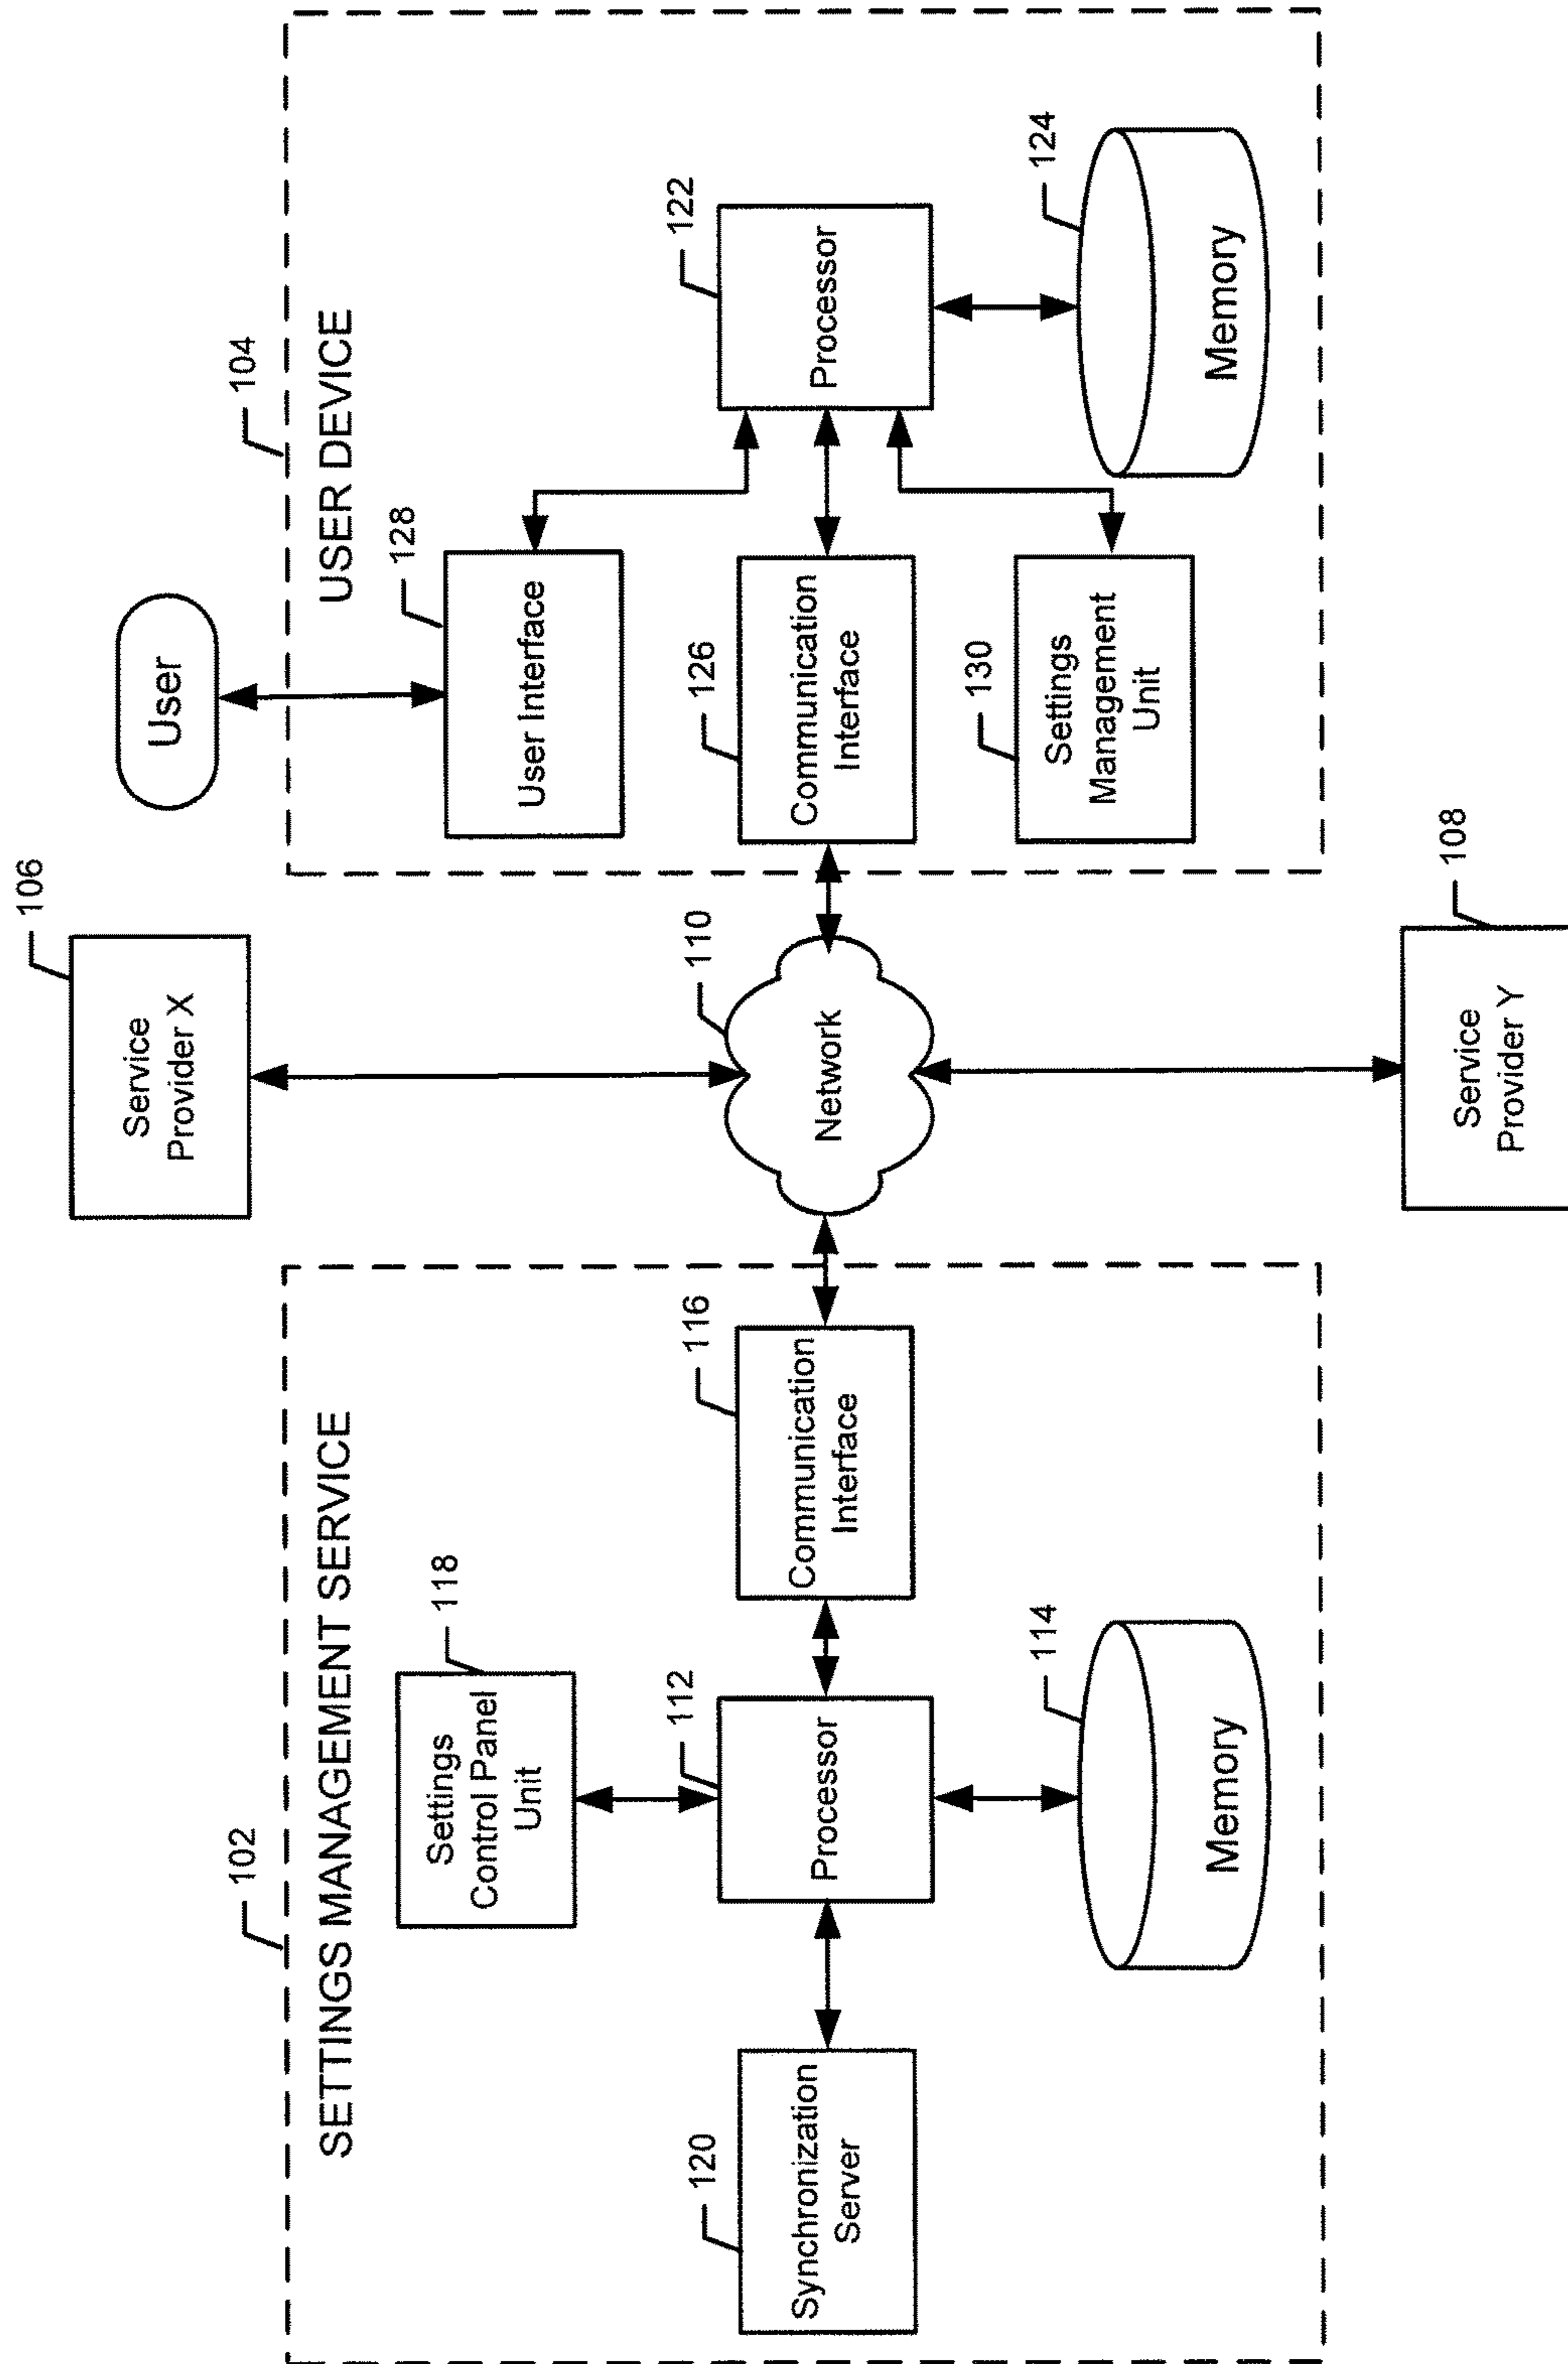 102
SETTINGS MANAGEMENT SERVICE
120
Synchronization
Server
118
Settings
Control Panel
Unit
112
Processor
114
Memory
116
Communication
Interface
106
Service
Provider X
110
Network
108
Service
Provider Y
User
104
USER DEVICE
128
User Interface
126
Communication
Interface
130
Settings
Management
Unit
122
Processor
124
Memory